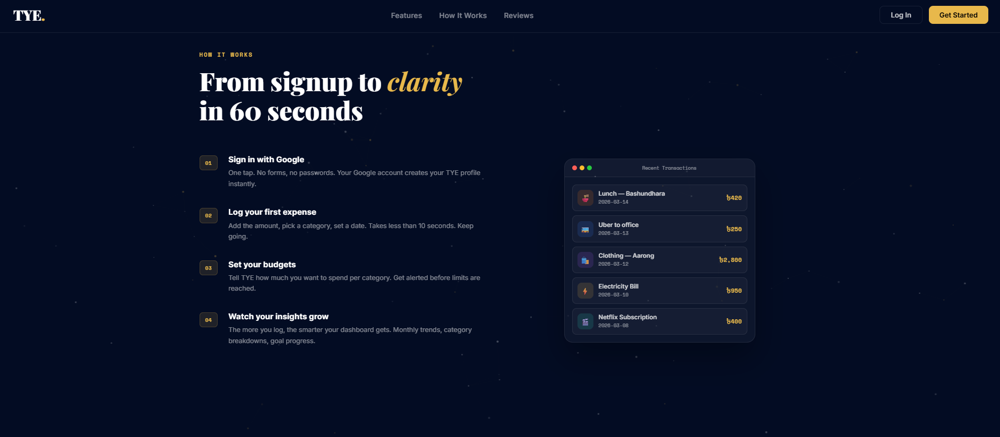 TYE.
Features
How It Works
Reviews
Log In
Get Started
HOW IT WORKS
From signup to clarity
in 60 seconds
01
Sign in with Google
One tap. No forms, no passwords. Your Google account creates your TYE profile
instantly.
02
Log your first expense
Add the amount, pick a category, set a date. Takes less than 10 seconds. Keep
going.
03
Set your budgets
Tell TYE how much you want to spend per category. Get alerted before limits are
reached.
04
Watch your insights grow
The more you log, the smarter your dashboard gets. Monthly trends, category
breakdowns, goal progress.
Recent Transactions
Lunch — Bashundhara
2026-03-14
৳420
Uber to office
2026-03-13
৳250
Clothing — Aarong
2026-03-12
৳2,800
Electricity Bill
2026-03-10
৳950
Netflix Subscription
2026-03-08
৳400